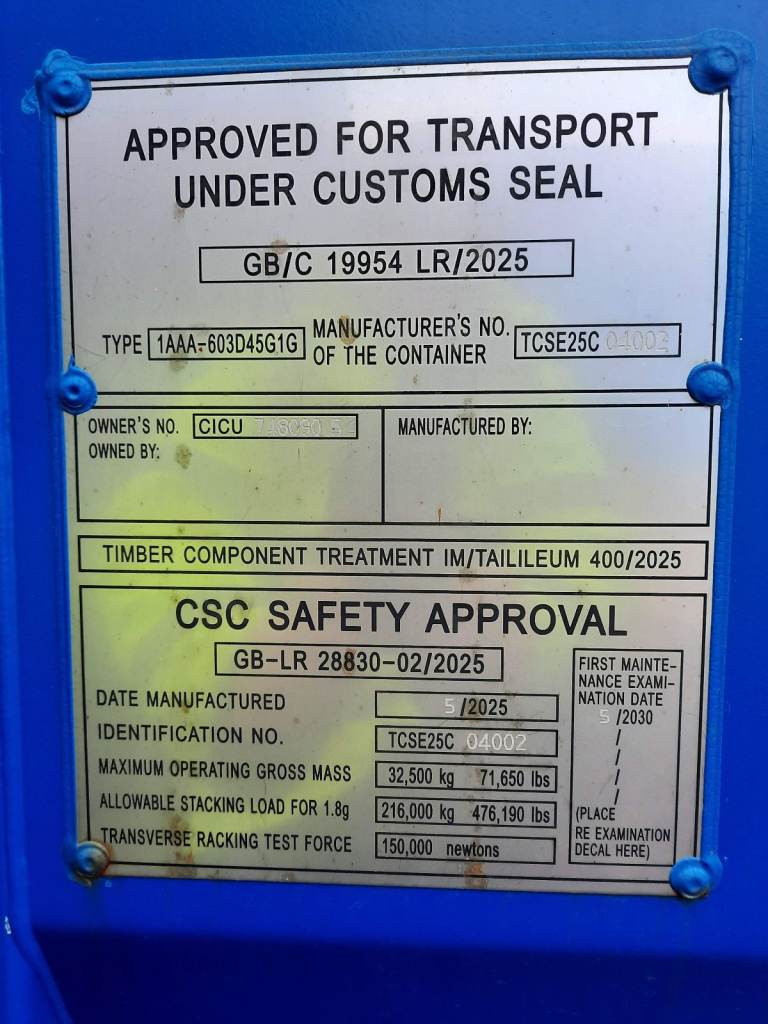 APPROVED FOR TRANSPORT
UNDER CUSTOMS SEAL
GB/C 19954 LR/2025
TYPE 1AAA-603D45G1G
MANUFACTURER'S NO.
OF THE CONTAINER
TCSE25C 04002
OWNER'S NO. CICU
OWNED BY:
MANUFACTURED BY:
TIMBER COMPONENT TREATMENT IM/TAILILEUM 400/2025
CSC SAFETY APPROVAL
GB-LR 28830-02/2025
DATE MANUFACTURED 5/2025
IDENTIFICATION NO. TCSE25C 04002
MAXIMUM OPERATING GROSS MASS 32,500 kg 71,650 lbs
ALLOWABLE STACKING LOAD FOR 1.8g 216,000 kg 476,190 lbs
TRANSVERSE RACKING TEST FORCE 150,000 newtons
FIRST MAINTE-
NANCE EXAMI-
NATION DATE
5/2030
/
/
/
/
(PLACE
RE EXAMINATION
DECAL HERE)